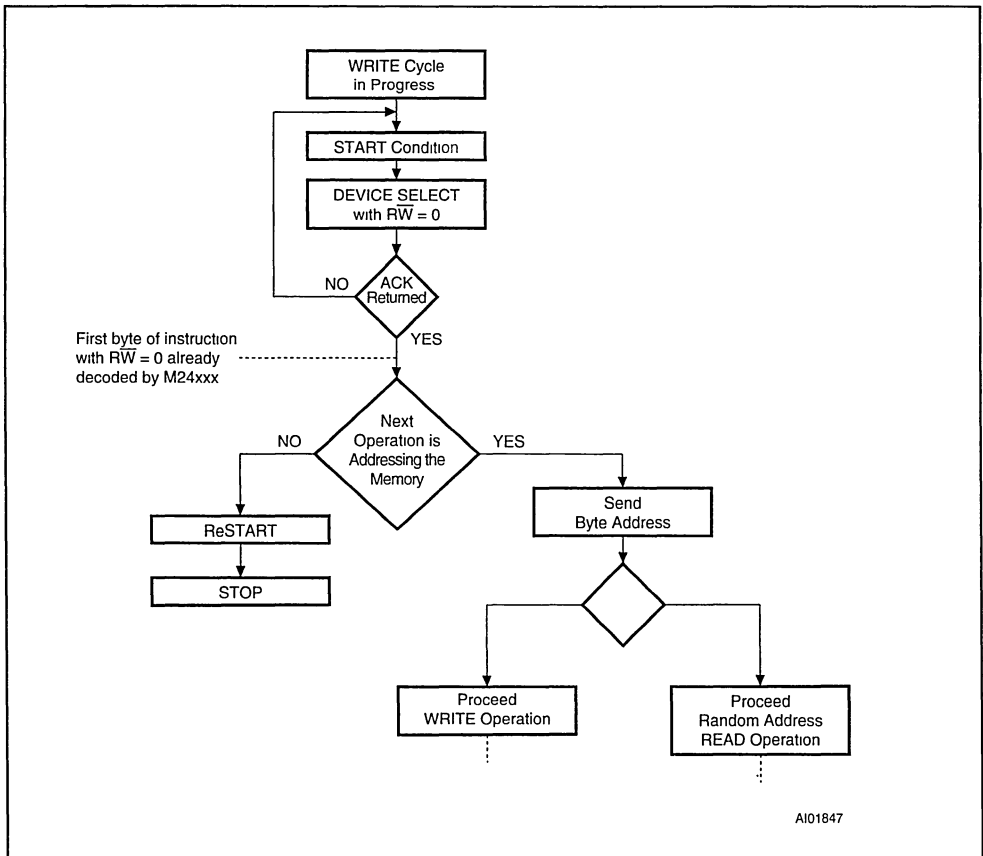 WRITE Cycle
in Progress
START Condition
DEVICE SELECT
with RW̅ = 0
NO
ACK
Returned
YES
First byte of instruction
with RW̅ = 0 already
decoded by M24xxx
Next
Operation is
Addressing the
Memory
NO
YES
ReSTART
STOP
Send
Byte Address
Proceed
WRITE Operation
Proceed
Random Address
READ Operation
AI01847